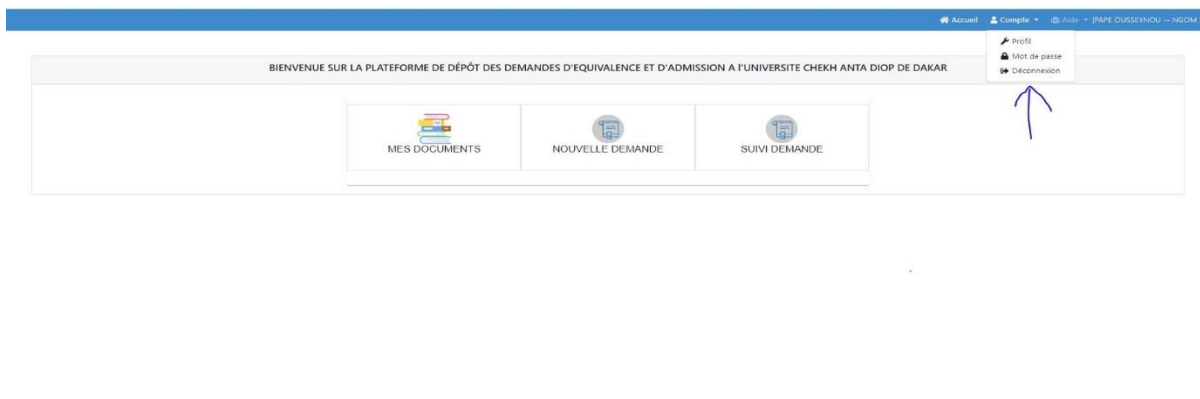 Accueil Compte Aide (PAPE OUSSEYNOU -- NGOM
Profil
Mot de passe
Déconnexion
BIENVENUE SUR LA PLATEFORME DE DÉPÔT DES DEMANDES D'EQUIVALENCE ET D'ADMISSION A l'UNIVERSITE CHEKH ANTA DIOP DE DAKAR
MES DOCUMENTS
NOUVELLE DEMANDE
SUIVI DEMANDE